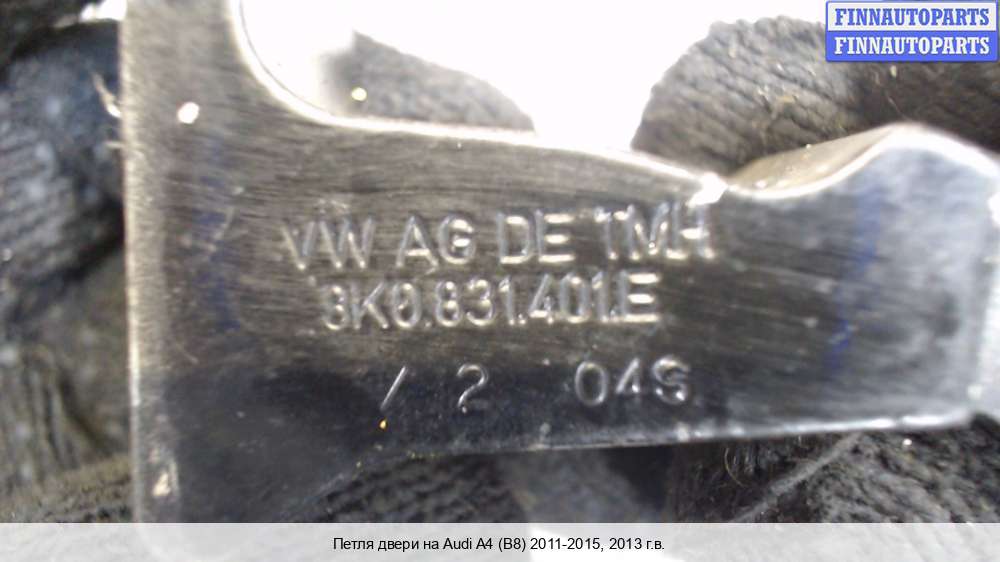 FINNAUTOPARTS
FINNAUTOPARTS
VW AG DE TMH
8K0.831.401.E
/ 2 04S
Петля двери на Audi A4 (B8) 2011-2015, 2013 г.в.